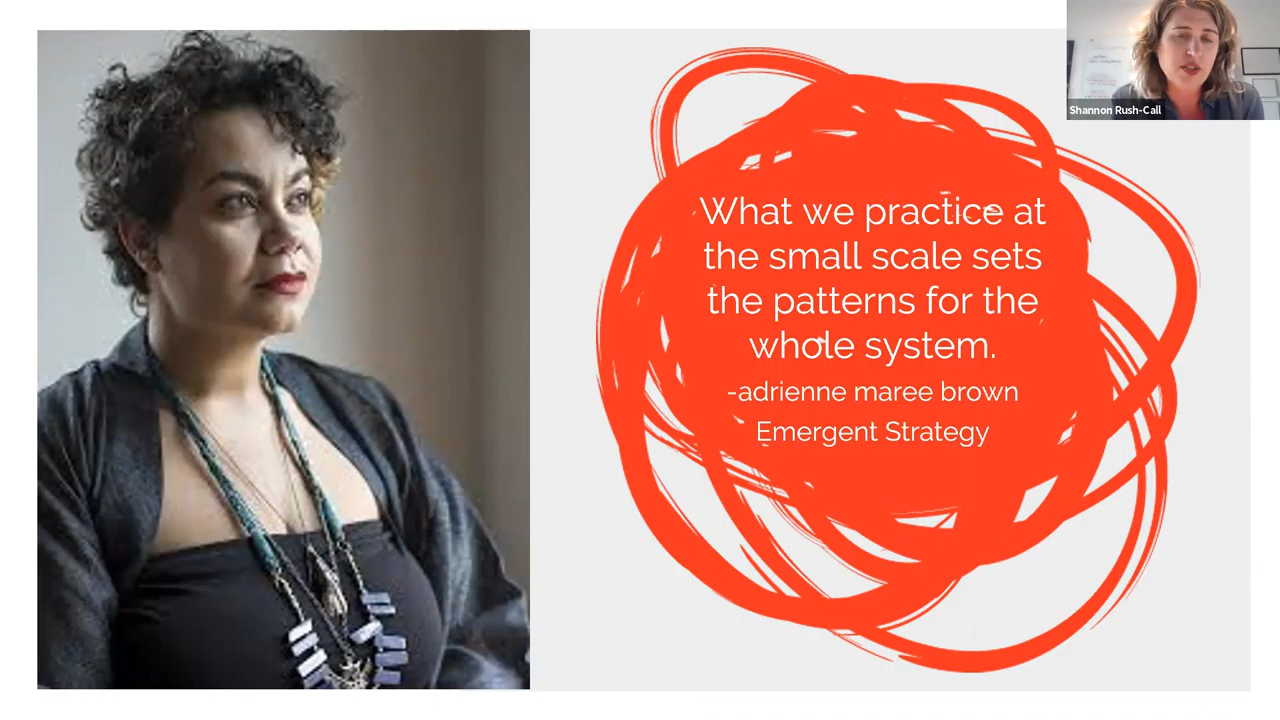 Shannon Rush-Call
What we practice at
the small scale sets
the patterns for the
whole system.
-adrienne maree brown
Emergent Strategy